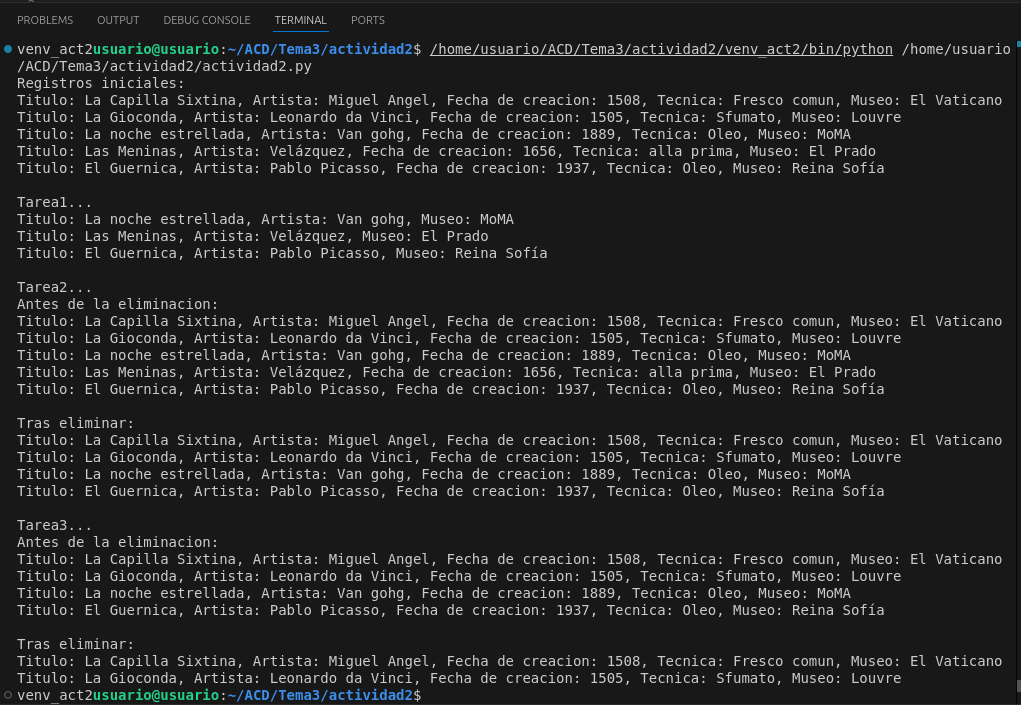 PROBLEMS OUTPUT DEBUG CONSOLE TERMINAL PORTS
venv_act2usuario@usuario:~/ACD/Tema3/actividad2$ /home/usuario/ACD/Tema3/actividad2/venv_act2/bin/python /home/usuario
/ACD/Tema3/actividad2/actividad2.py
Registros iniciales:
Titulo: La Capilla Sixtina, Artista: Miguel Angel, Fecha de creacion: 1508, Tecnica: Fresco comun, Museo: El Vaticano
Titulo: La Gioconda, Artista: Leonardo da Vinci, Fecha de creacion: 1505, Tecnica: Sfumato, Museo: Louvre
Titulo: La noche estrellada, Artista: Van gohg, Fecha de creacion: 1889, Tecnica: Oleo, Museo: MoMA
Titulo: Las Meninas, Artista: Velázquez, Fecha de creacion: 1656, Tecnica: alla prima, Museo: El Prado
Titulo: El Guernica, Artista: Pablo Picasso, Fecha de creacion: 1937, Tecnica: Oleo, Museo: Reina Sofía
Tarea1...
Titulo: La noche estrellada, Artista: Van gohg, Museo: MoMA
Titulo: Las Meninas, Artista: Velázquez, Museo: El Prado
Titulo: El Guernica, Artista: Pablo Picasso, Museo: Reina Sofía
Tarea2...
Antes de la eliminacion:
Titulo: La Capilla Sixtina, Artista: Miguel Angel, Fecha de creacion: 1508, Tecnica: Fresco comun, Museo: El Vaticano
Titulo: La Gioconda, Artista: Leonardo da Vinci, Fecha de creacion: 1505, Tecnica: Sfumato, Museo: Louvre
Titulo: La noche estrellada, Artista: Van gohg, Fecha de creacion: 1889, Tecnica: Oleo, Museo: MoMA
Titulo: Las Meninas, Artista: Velázquez, Fecha de creacion: 1656, Tecnica: alla prima, Museo: El Prado
Titulo: El Guernica, Artista: Pablo Picasso, Fecha de creacion: 1937, Tecnica: Oleo, Museo: Reina Sofía
Tras eliminar:
Titulo: La Capilla Sixtina, Artista: Miguel Angel, Fecha de creacion: 1508, Tecnica: Fresco comun, Museo: El Vaticano
Titulo: La Gioconda, Artista: Leonardo da Vinci, Fecha de creacion: 1505, Tecnica: Sfumato, Museo: Louvre
Titulo: La noche estrellada, Artista: Van gohg, Fecha de creacion: 1889, Tecnica: Oleo, Museo: MoMA
Titulo: El Guernica, Artista: Pablo Picasso, Fecha de creacion: 1937, Tecnica: Oleo, Museo: Reina Sofía
Tarea3...
Antes de la eliminacion:
Titulo: La Capilla Sixtina, Artista: Miguel Angel, Fecha de creacion: 1508, Tecnica: Fresco comun, Museo: El Vaticano
Titulo: La Gioconda, Artista: Leonardo da Vinci, Fecha de creacion: 1505, Tecnica: Sfumato, Museo: Louvre
Titulo: La noche estrellada, Artista: Van gohg, Fecha de creacion: 1889, Tecnica: Oleo, Museo: MoMA
Titulo: El Guernica, Artista: Pablo Picasso, Fecha de creacion: 1937, Tecnica: Oleo, Museo: Reina Sofía
Tras eliminar:
Titulo: La Capilla Sixtina, Artista: Miguel Angel, Fecha de creacion: 1508, Tecnica: Fresco comun, Museo: El Vaticano
Titulo: La Gioconda, Artista: Leonardo da Vinci, Fecha de creacion: 1505, Tecnica: Sfumato, Museo: Louvre
venv_act2usuario@usuario:~/ACD/Tema3/actividad2$